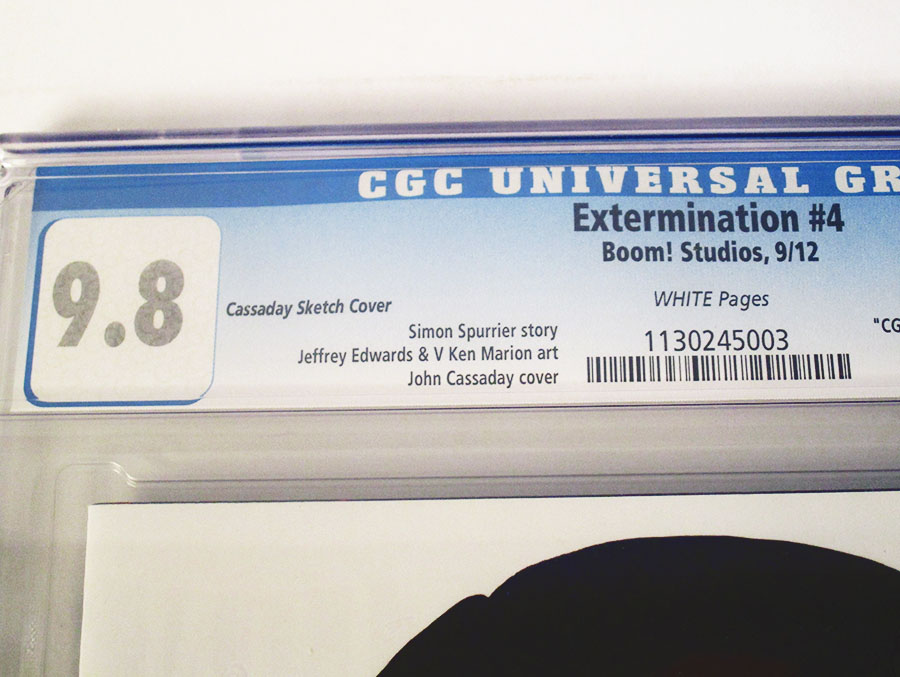 CGC UNIVERSAL GR
Extermination #4
Boom! Studios, 9/12
9.8
Cassaday Sketch Cover
WHITE Pages
Simon Spurrier story
Jeffrey Edwards & V Ken Marion art
John Cassaday cover
1130245003
"CG